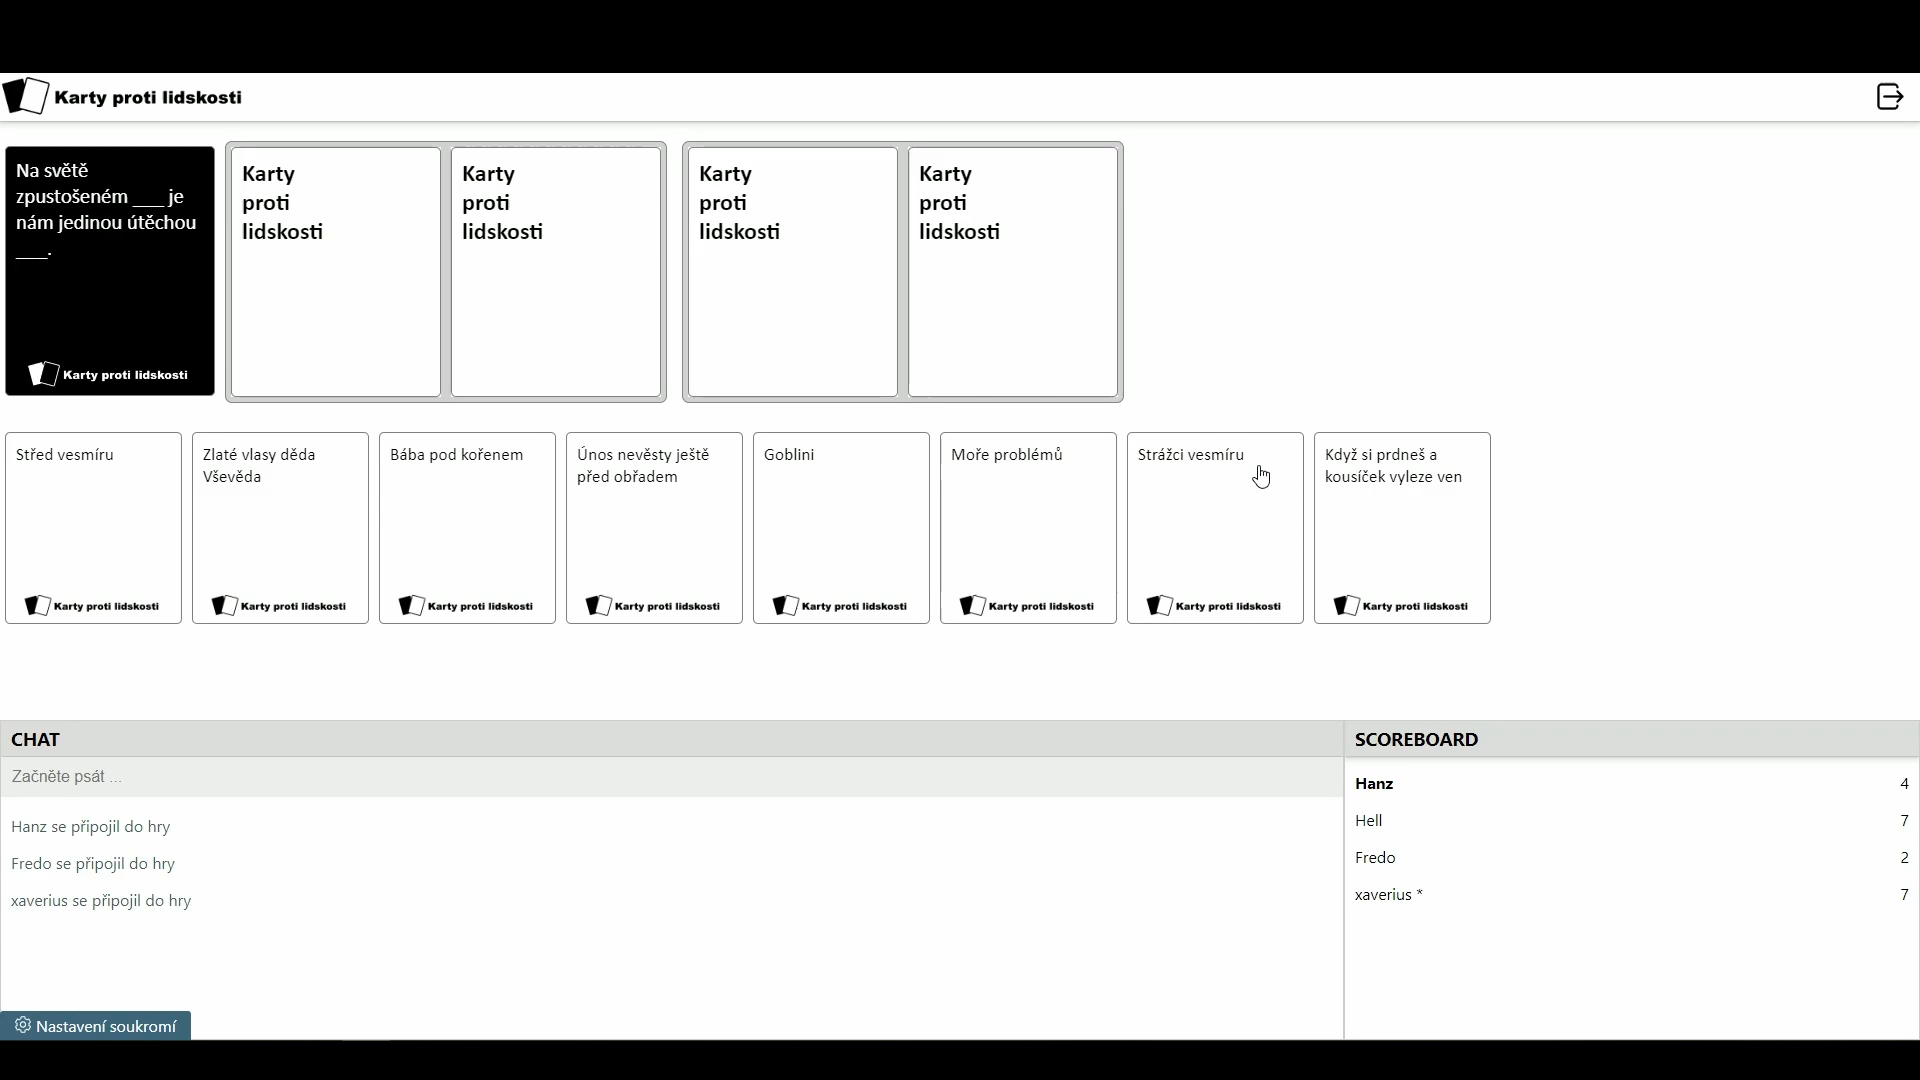 Karty proti lidskosti
Na světě
zpustošeném ___ je
nám jedinou útěchou
___.
Karty proti lidskosti
Karty
proti
lidskosti
Karty
proti
lidskosti
Karty
proti
lidskosti
Karty
proti
lidskosti
Střed vesmíru
Karty proti lidskosti
Zlaté vlasy děda
Vševěda
Karty proti lidskosti
Bába pod kořenem
Karty proti lidskosti
Únos nevěsty ještě
před obřadem
Karty proti lidskosti
Goblini
Karty proti lidskosti
Moře problémů
Karty proti lidskosti
Strážci vesmíru
Karty proti lidskosti
Když si prdneš a
kousíček vyleze ven
Karty proti lidskosti
CHAT
Začněte psát ...
Hanz se připojil do hry
Fredo se připojil do hry
xaverius se připojil do hry
Nastavení soukromí
SCOREBOARD
Hanz 4
Hell 7
Fredo 2
xaverius * 7